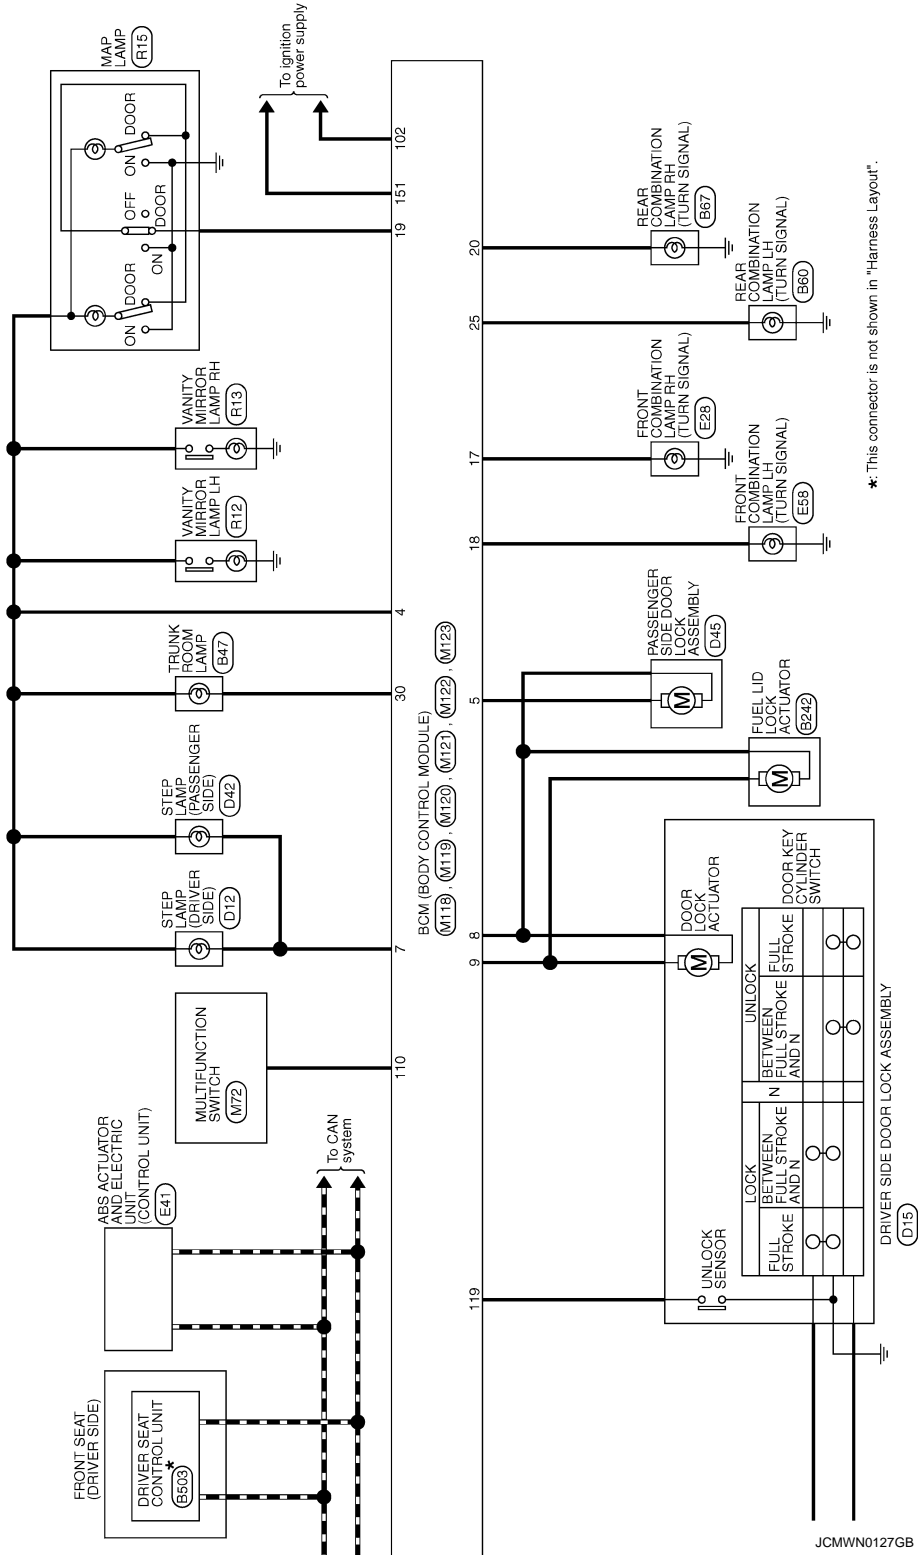 FRONT SEAT
(DRIVER SIDE)
DRIVER SEAT
CONTROL UNIT
*
B503
ABS ACTUATOR
AND ELECTRIC
UNIT
(CONTROL UNIT)
E41
To CAN
system
MULTIFUNCTION
SWITCH
M72
110
STEP
LAMP
(DRIVER
SIDE)
D12
7
STEP
LAMP
(PASSENGER
SIDE)
D42
TRUNK
ROOM
LAMP
B47
30
4
VANITY
MIRROR
LAMP LH
R12
VANITY
MIRROR
LAMP RH
R13
MAP
LAMP
R15
ON
DOOR
ON
OFF
DOOR
ON
DOOR
19
151
102
To ignition
power supply
BCM (BODY CONTROL MODULE)
M118 , M119 , M120 , M121 , M122 , M123
119
9
8
5
18
17
25
20
UNLOCK
SENSOR
DOOR
LOCK
ACTUATOR
M
DOOR KEY
CYLINDER
SWITCH
LOCK
UNLOCK
FULL
STROKE
BETWEEN
FULL STROKE
AND N
N
BETWEEN
FULL STROKE
AND N
FULL
STROKE
DRIVER SIDE DOOR LOCK ASSEMBLY
D15
FUEL LID
LOCK
ACTUATOR
B242
M
PASSENGER
SIDE DOOR
LOCK
ASSEMBLY
D45
M
FRONT
COMBINATION
LAMP LH
(TURN SIGNAL)
E58
FRONT
COMBINATION
LAMP RH
(TURN SIGNAL)
E28
REAR
COMBINATION
LAMP LH
(TURN SIGNAL)
B60
REAR
COMBINATION
LAMP RH
(TURN SIGNAL)
B67
*: This connector is not shown in "Harness Layout".
JCMWN0127GB